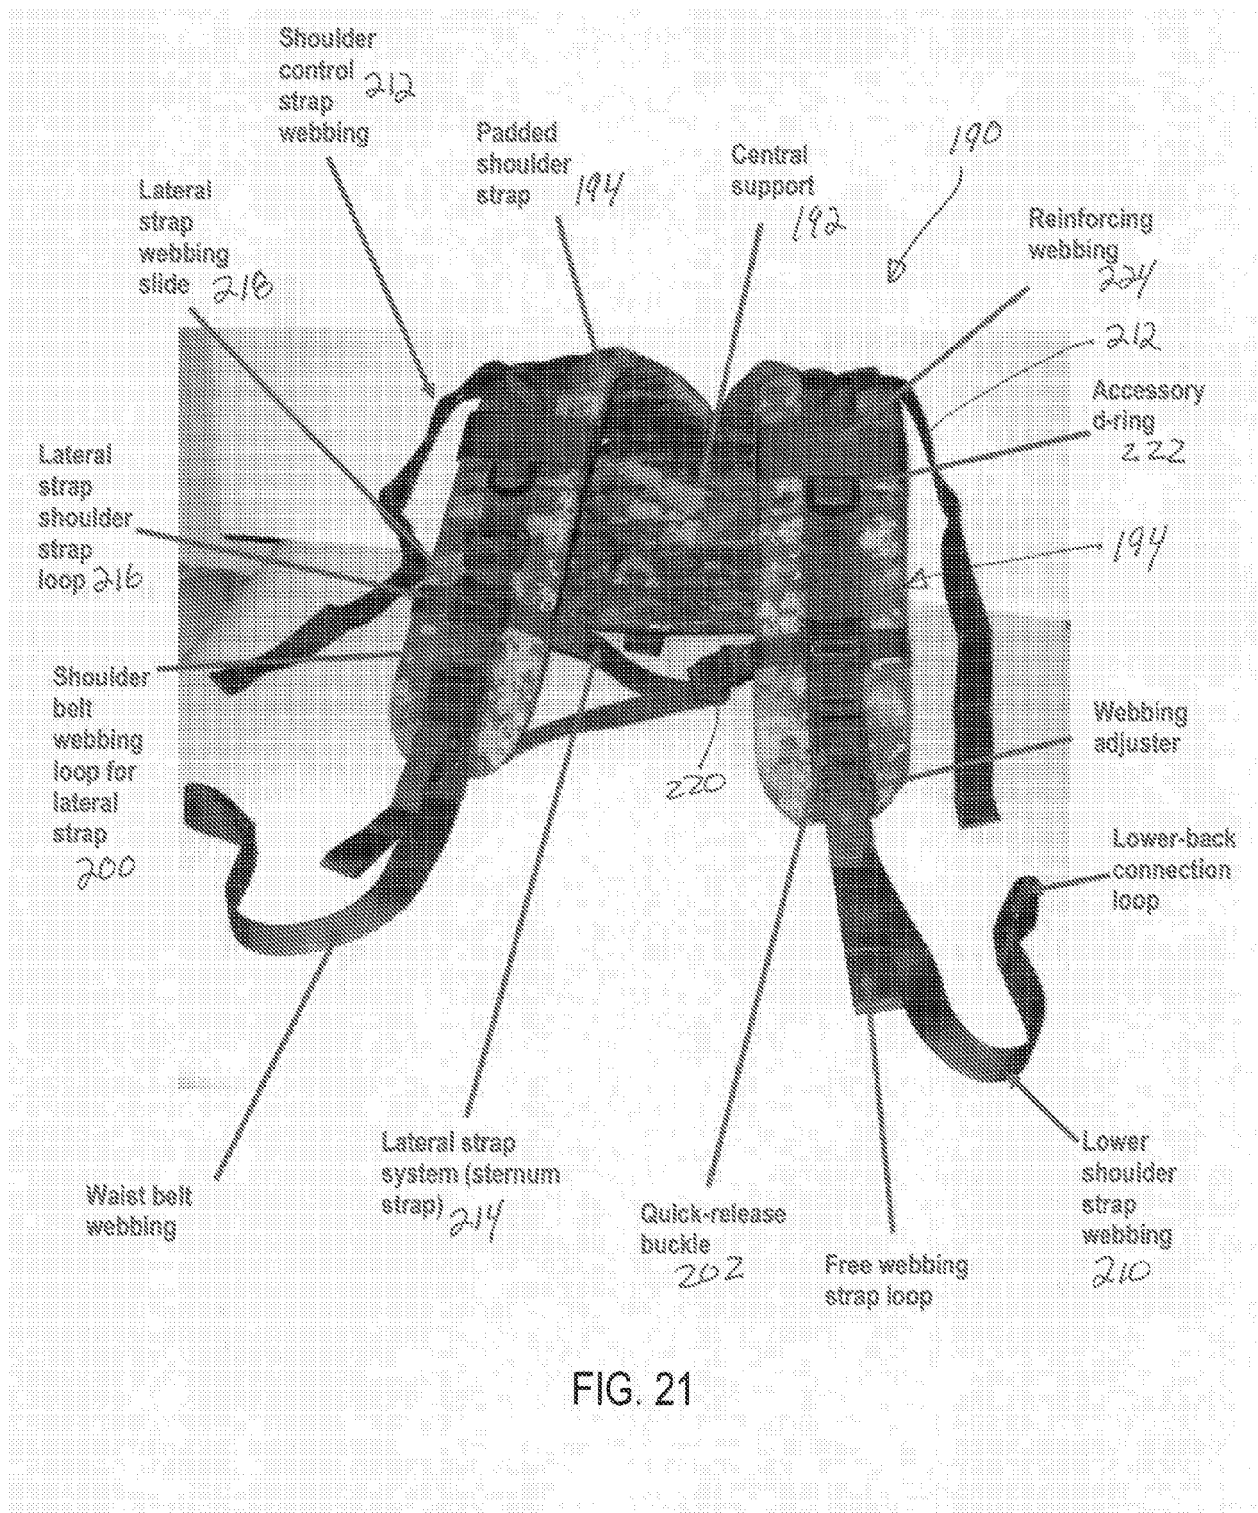 Shoulder
control 212
strap
webbing
Padded
shoulder
strap 194
Central
support
192
190
Lateral
strap
webbing
slide 218
Reinforcing
webbing
224
212
Accessory
d-ring
222
Lateral
strap
shoulder
strap
loop 216
194
Shoulder
belt
webbing
loop for
lateral
strap
200
220
Webbing
adjuster
Lower-back
connection
loop
Waist belt
webbing
Lateral strap
system (sternum
strap) 214
Quick-release
buckle
202
Free webbing
strap loop
Lower
shoulder
strap
webbing
210
FIG. 21